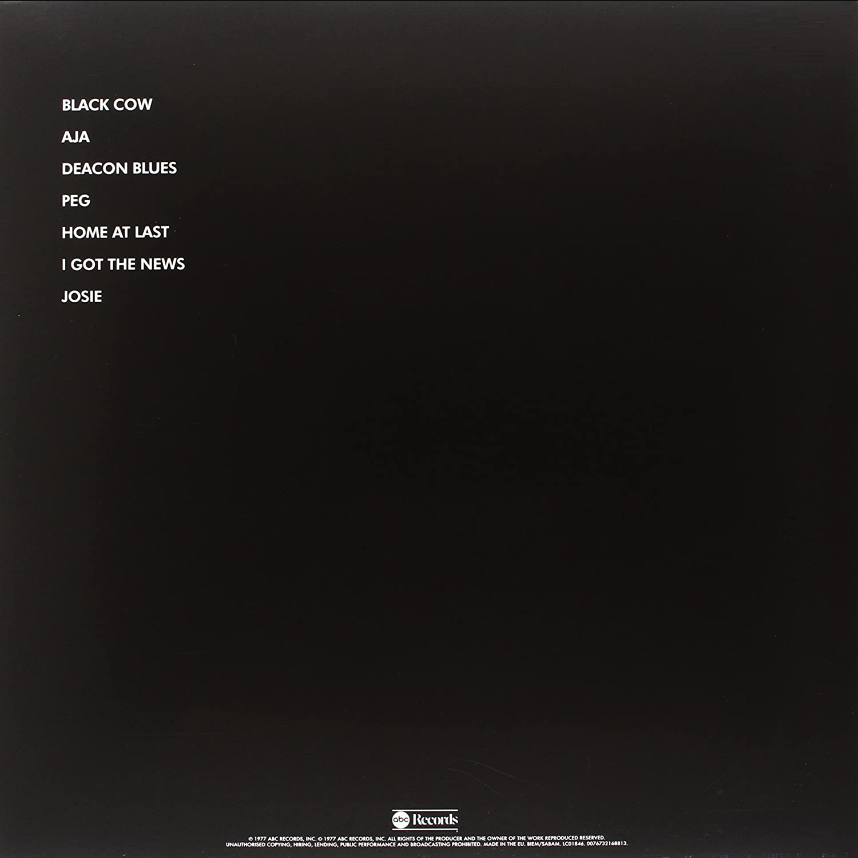 BLACK COW
AJA
DEACON BLUES
PEG
HOME AT LAST
I GOT THE NEWS
JOSIE
abc Records
℗ 1977 ABC RECORDS, INC. © 1977 ABC RECORDS, INC. ALL RIGHTS OF THE PRODUCER AND THE OWNER OF THE WORK REPRODUCED RESERVED.
UNAUTHORISED COPYING, HIRING, LENDING, PUBLIC PERFORMANCE AND BROADCASTING PROHIBITED. MADE IN THE EU. BIEM/SABAM. LC01846. 0076732168813.